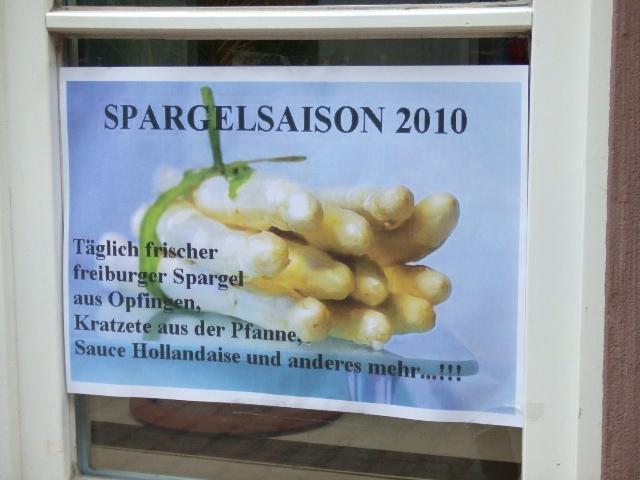 SPARGELSAISON 2010
Täglich frischer
freiburger Spargel
aus Opfingen,
Kratzete aus der Pfanne,
Sauce Hollandaise und anderes mehr...!!!